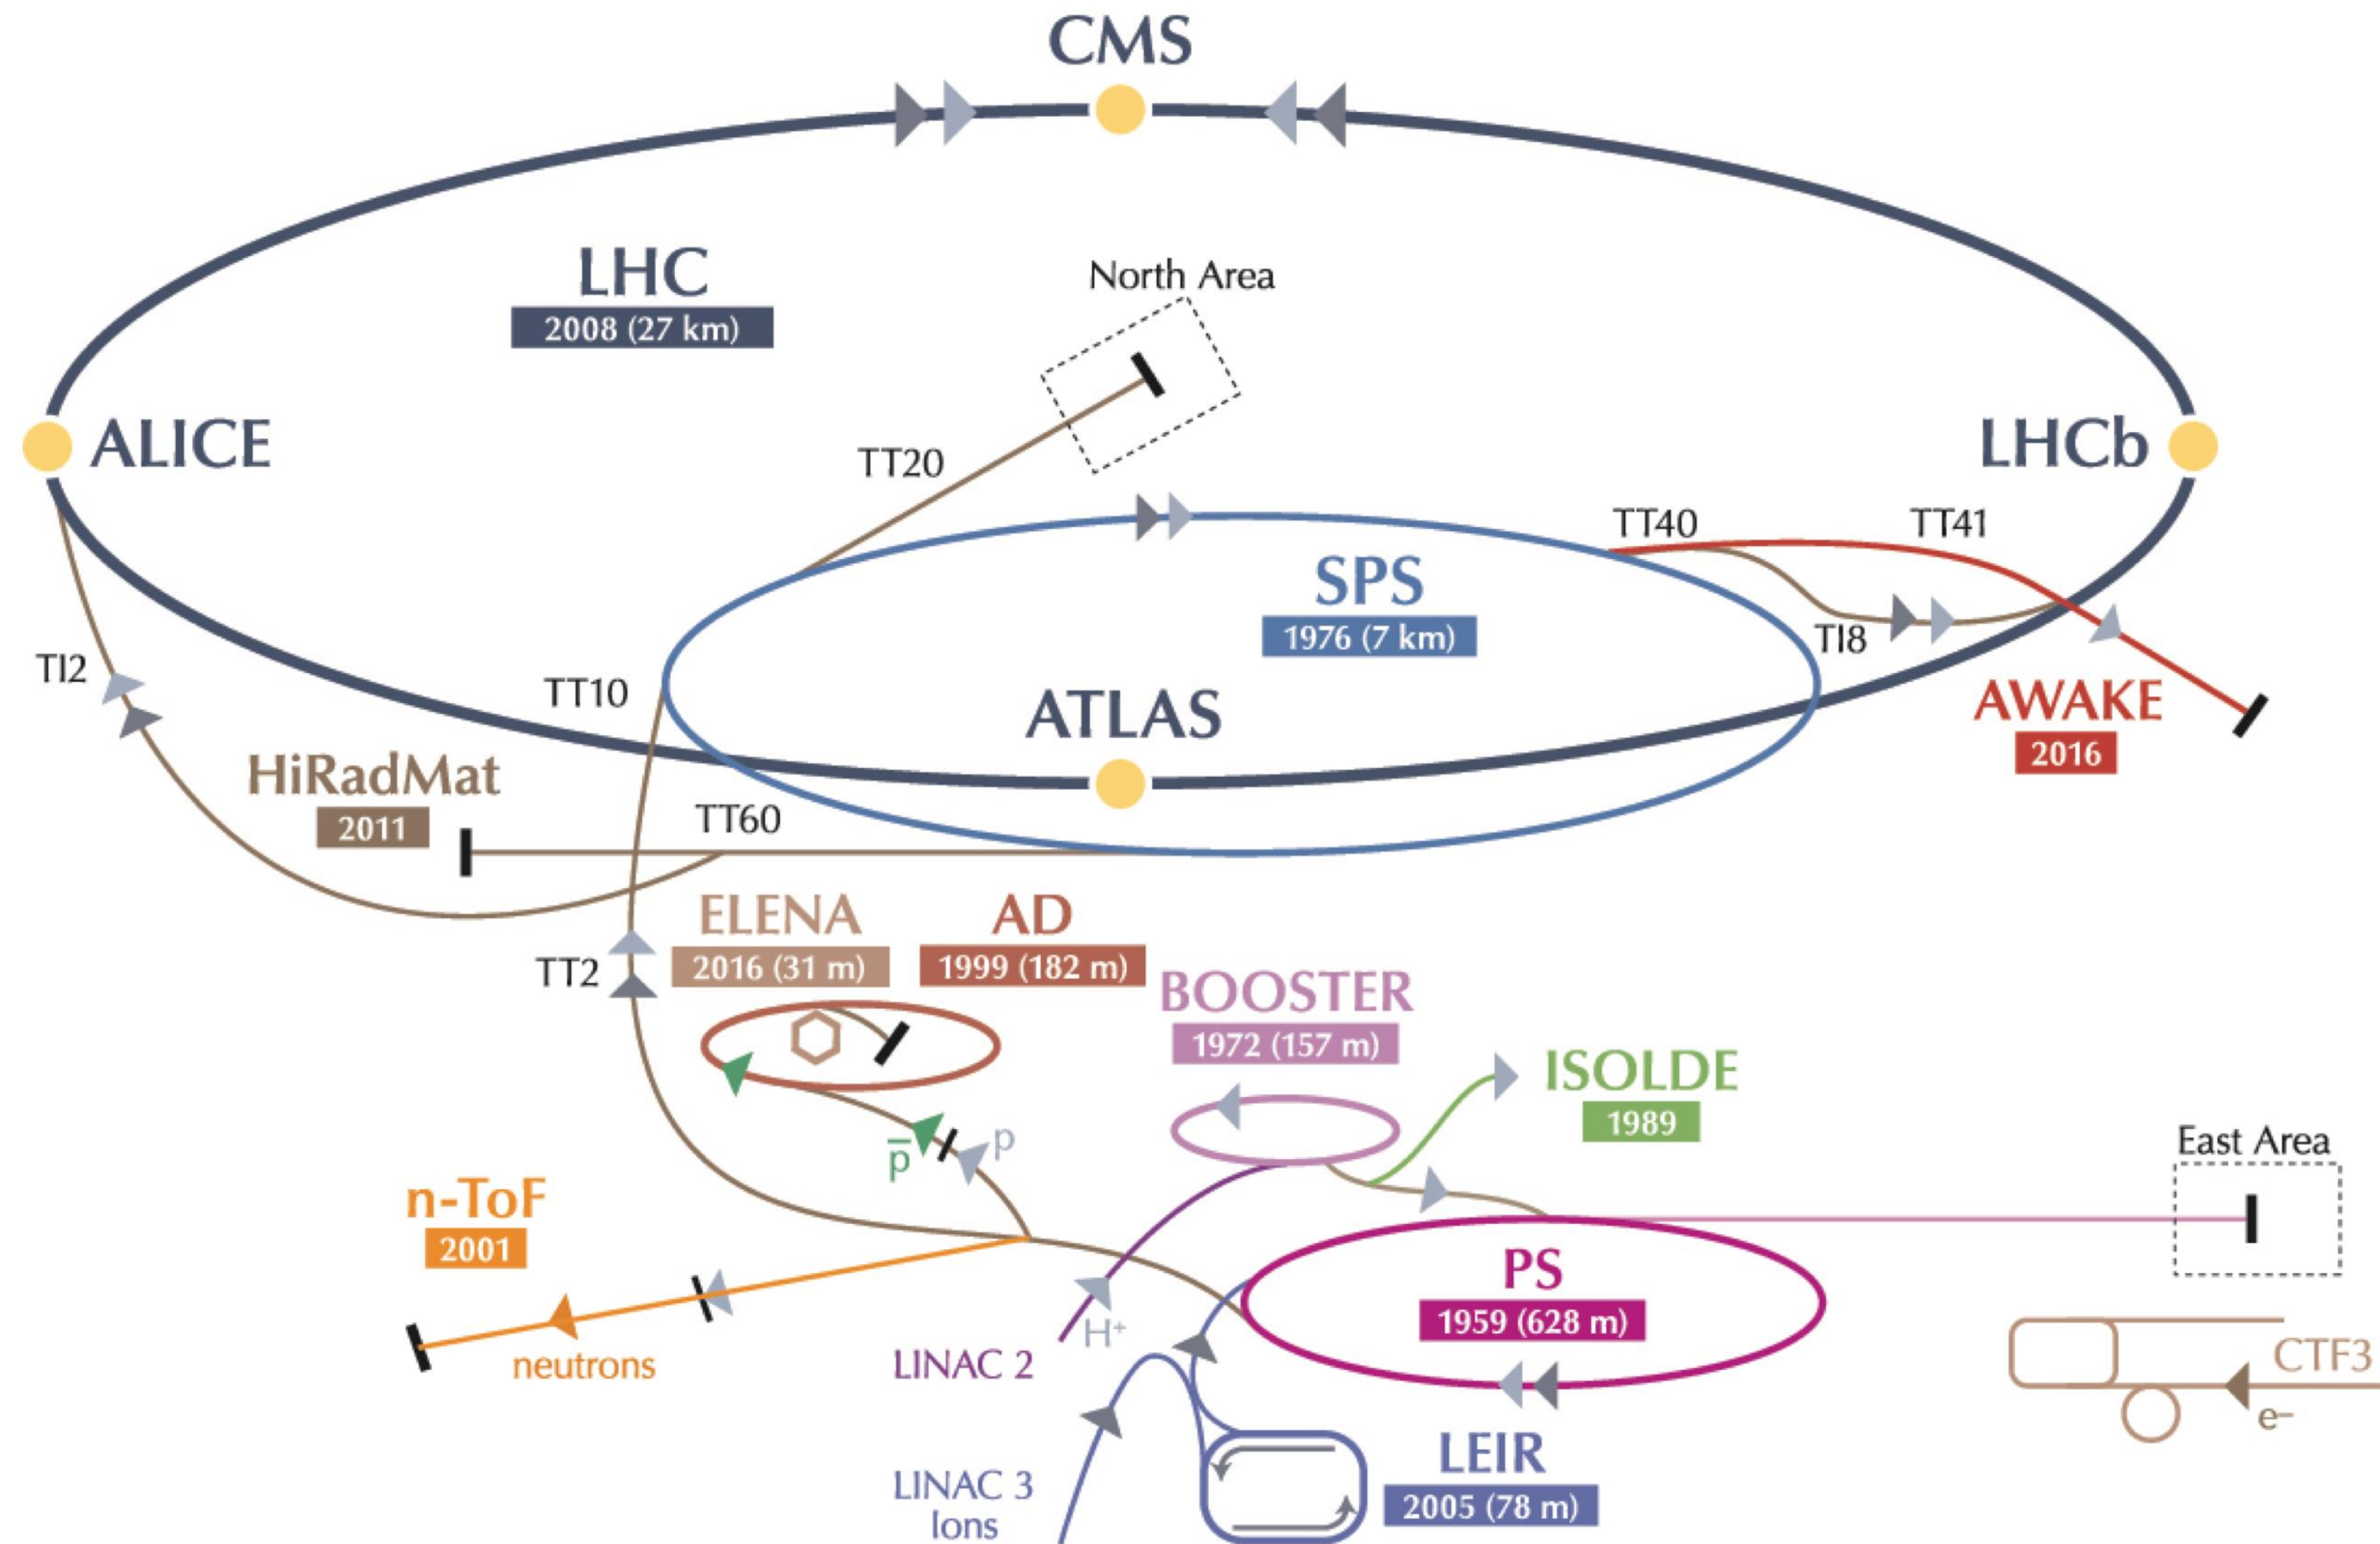 CMS
LHC
2008 (27 km)
North Area
ALICE
LHCb
TT20
TT40
TT41
SPS
1976 (7 km)
TI8
TI2
TT10
ATLAS
AWAKE
2016
HiRadMat
2011
TT60
ELENA
2016 (31 m)
AD
1999 (182 m)
TT2
BOOSTER
1972 (157 m)
ISOLDE
1989
p
p̅
East Area
n-ToF
2001
PS
1959 (628 m)
H⁺
neutrons
LINAC 2
CTF3
e–
LEIR
2005 (78 m)
LINAC 3
Ions